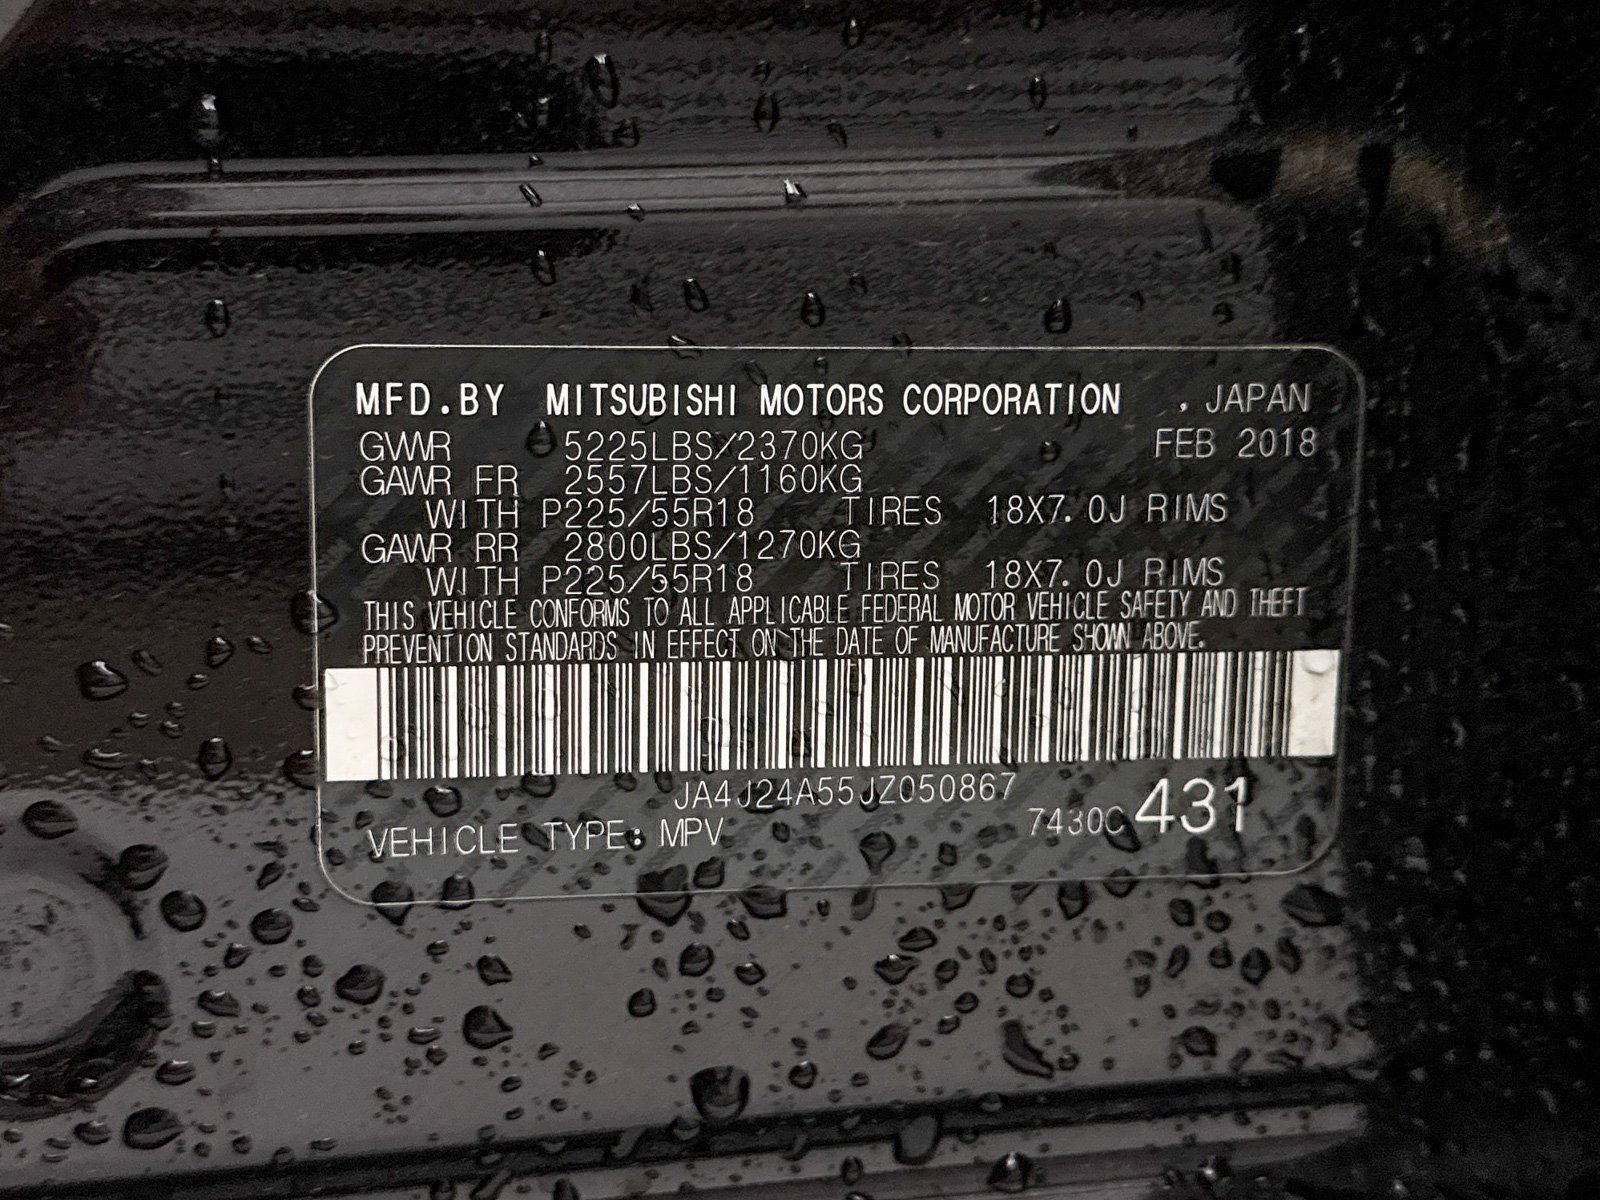 MFD.BY MITSUBISHI MOTORS CORPORATION , JAPAN
GVWR 5225LBS/2370KG FEB 2018
GAWR FR 2557LBS/1160KG
WITH P225/55R18 TIRES 18X7.0J RIMS
GAWR RR 2800LBS/1270KG
WITH P225/55R18 TIRES 18X7.0J RIMS
THIS VEHICLE CONFORMS TO ALL APPLICABLE FEDERAL MOTOR VEHICLE SAFETY AND THEFT
PREVENTION STANDARDS IN EFFECT ON THE DATE OF MANUFACTURE SHOWN ABOVE.
JA4J24A55JZ050867
VEHICLE TYPE: MPV 7430C 431